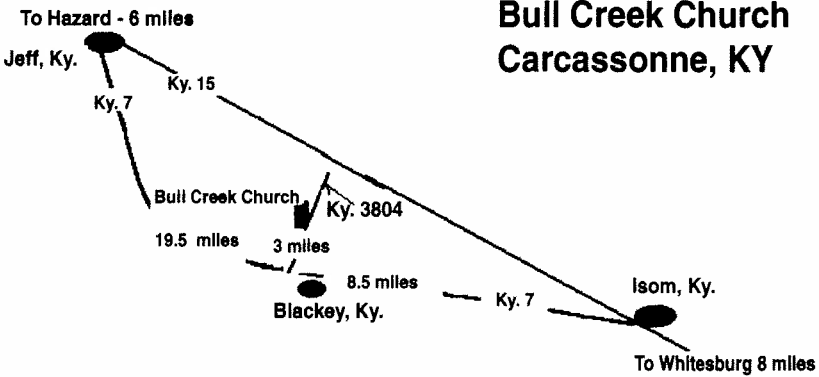 To Hazard - 6 miles
Bull Creek Church
Carcassonne, KY
Jeff, Ky.
Ky. 15
Ky. 7
Bull Creek Church
Ky. 3804
19.5 miles
3 miles
8.5 miles
Isom, Ky.
Ky. 7
Blackey, Ky.
To Whitesburg 8 miles